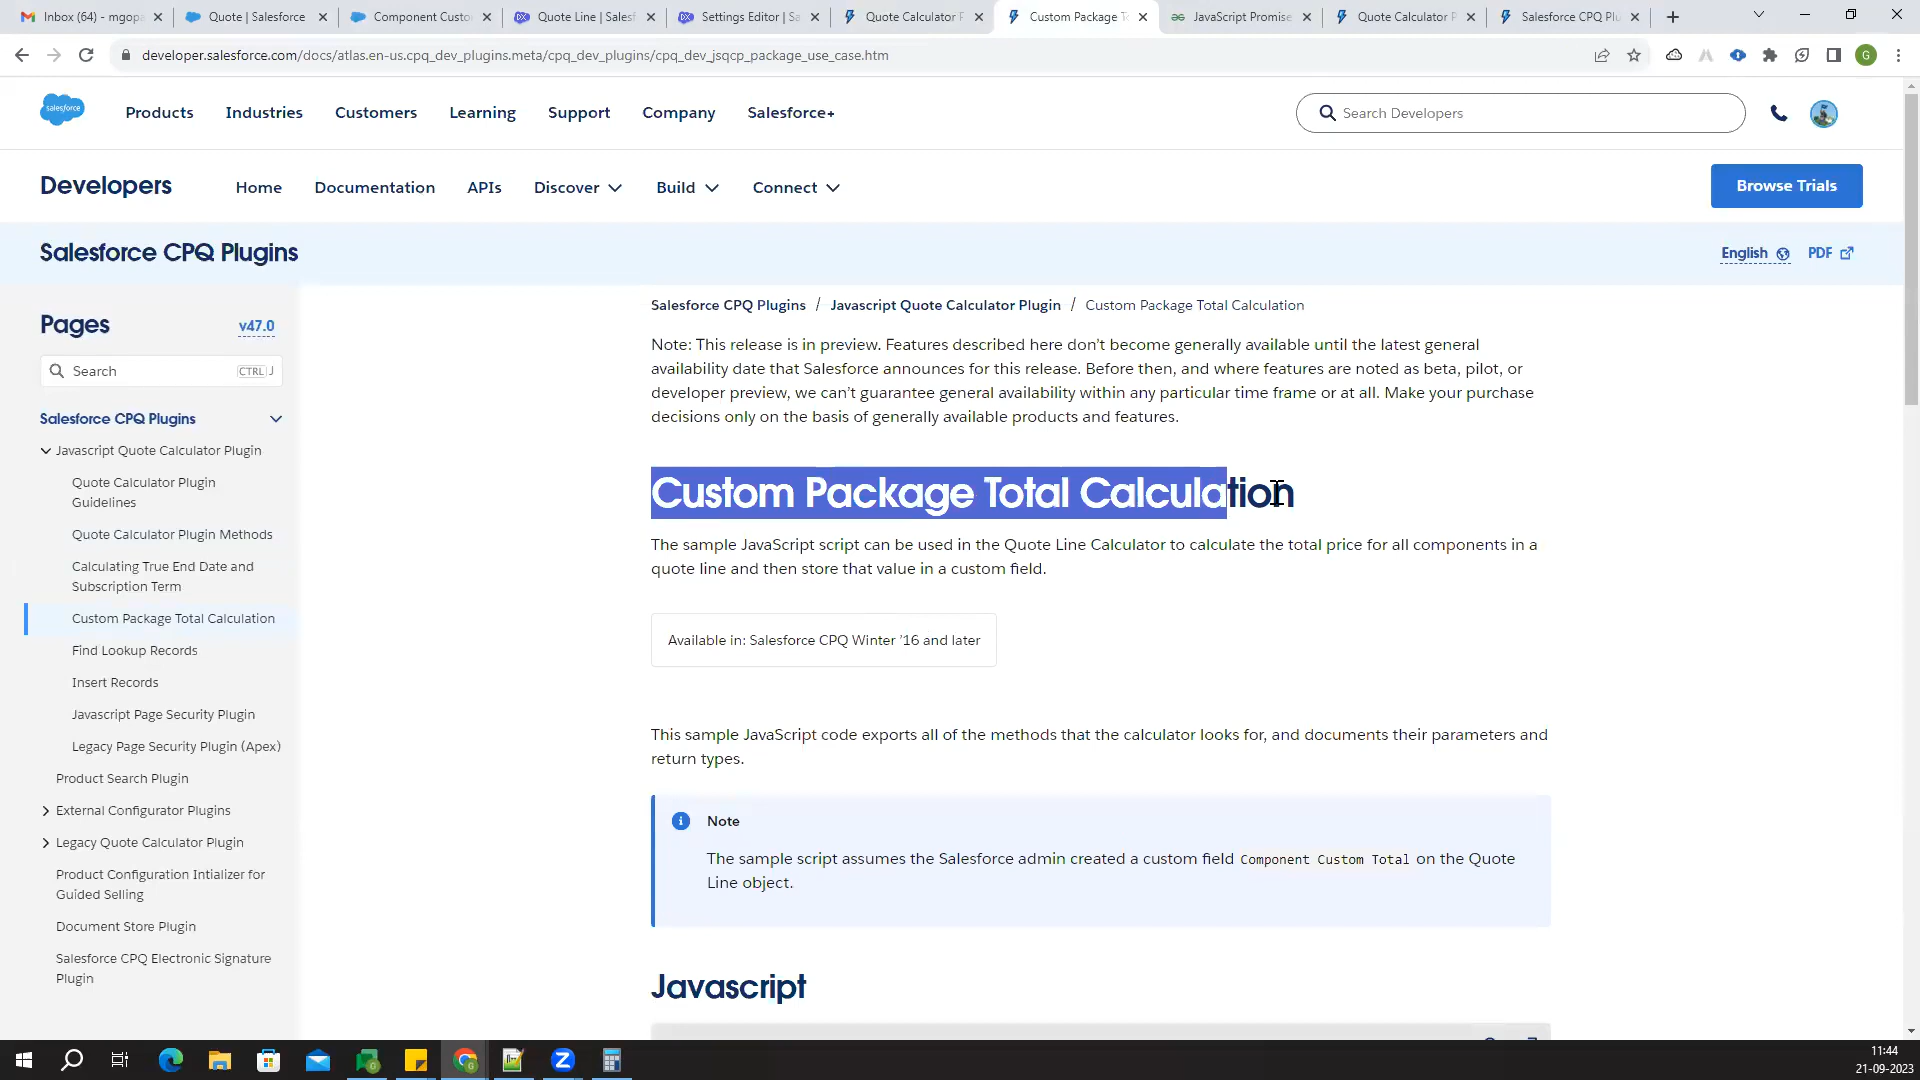 Inbox (64) - mgopa
Quote | Salesforce
Component Custo
Quote Line | Salesf
Settings Editor | Sa
Quote Calculator P
Custom Package To
JavaScript Promise
Quote Calculator P
Salesforce CPQ Plu
developer.salesforce.com/docs/atlas.en-us.cpq_dev_plugins.meta/cpq_dev_plugins/cpq_dev_jsqcp_package_use_case.htm
G
salesforce
Products
Industries
Customers
Learning
Support
Company
Salesforce+
Search Developers
Developers
Home
Documentation
APIs
Discover
Build
Connect
Browse Trials
Salesforce CPQ Plugins
English
PDF
Pages
v47.0
Search
CTRL J
Salesforce CPQ Plugins
Javascript Quote Calculator Plugin
Quote Calculator Plugin
Guidelines
Quote Calculator Plugin Methods
Calculating True End Date and
Subscription Term
Custom Package Total Calculation
Find Lookup Records
Insert Records
Javascript Page Security Plugin
Legacy Page Security Plugin (Apex)
Product Search Plugin
External Configurator Plugins
Legacy Quote Calculator Plugin
Product Configuration Intializer for
Guided Selling
Document Store Plugin
Salesforce CPQ Electronic Signature
Plugin
Salesforce CPQ Plugins / Javascript Quote Calculator Plugin / Custom Package Total Calculation
Note: This release is in preview. Features described here don’t become generally available until the latest general
availability date that Salesforce announces for this release. Before then, and where features are noted as beta, pilot, or
developer preview, we can’t guarantee general availability within any particular time frame or at all. Make your purchase
decisions only on the basis of generally available products and features.
Custom Package Total Calculation
The sample JavaScript script can be used in the Quote Line Calculator to calculate the total price for all components in a
quote line and then store that value in a custom field.
Available in: Salesforce CPQ Winter ’16 and later
This sample JavaScript code exports all of the methods that the calculator looks for, and documents their parameters and
return types.
Note
The sample script assumes the Salesforce admin created a custom field Component Custom Total on the Quote
Line object.
Javascript
11:44
21-09-2023